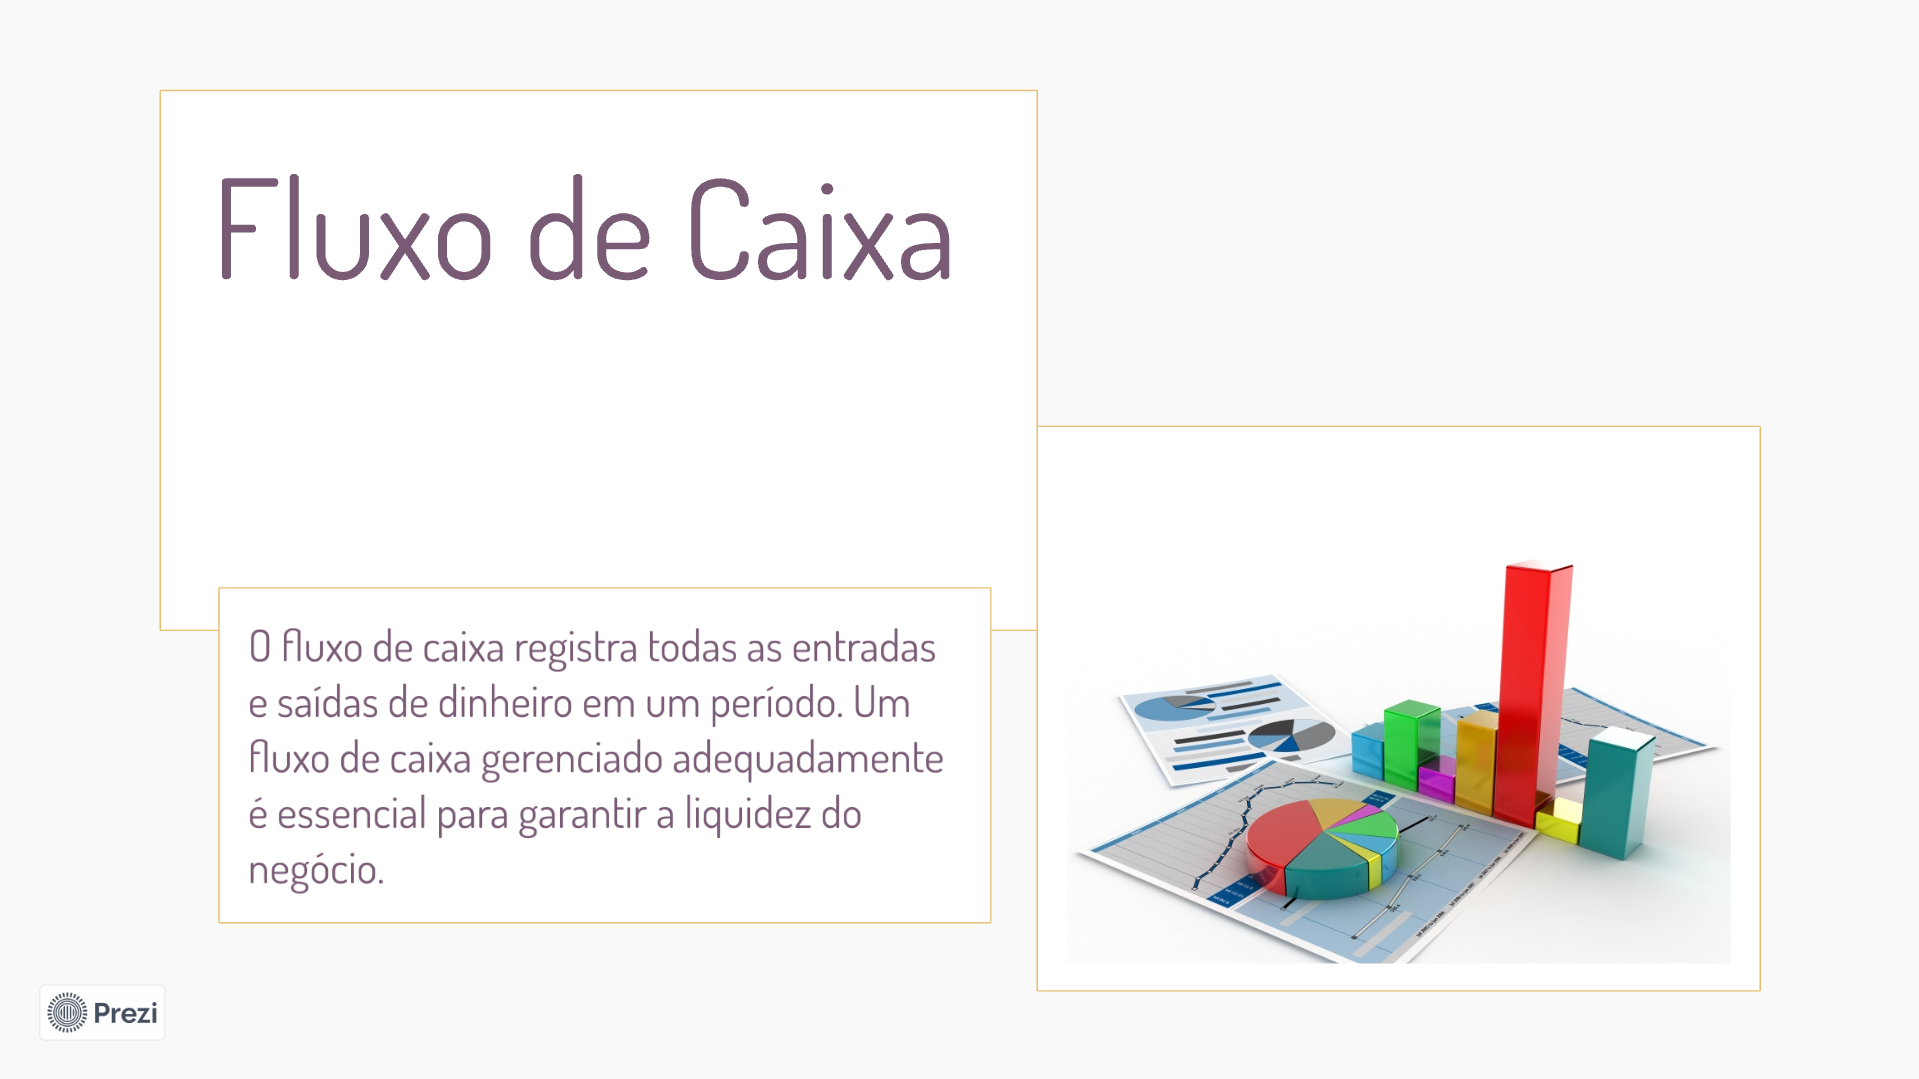 Fluxo de Caixa
O fluxo de caixa registra todas as entradas
e saídas de dinheiro em um período. Um
fluxo de caixa gerenciado adequadamente
é essencial para garantir a liquidez do
negócio.
Prezi